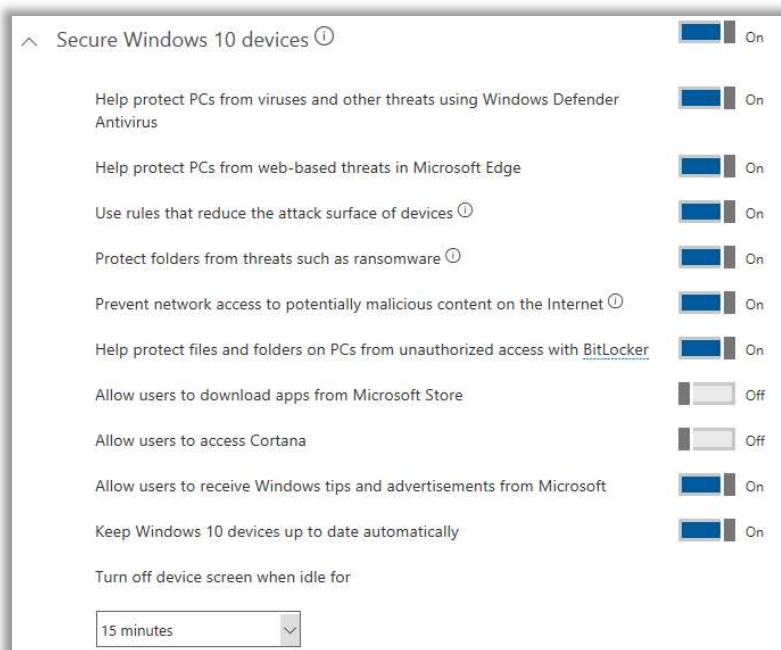 Secure Windows 10 devices On
Help protect PCs from viruses and other threats using Windows Defender
Antivirus On
Help protect PCs from web-based threats in Microsoft Edge On
Use rules that reduce the attack surface of devices On
Protect folders from threats such as ransomware On
Prevent network access to potentially malicious content on the Internet On
Help protect files and folders on PCs from unauthorized access with BitLocker On
Allow users to download apps from Microsoft Store Off
Allow users to access Cortana Off
Allow users to receive Windows tips and advertisements from Microsoft On
Keep Windows 10 devices up to date automatically On
Turn off device screen when idle for
15 minutes